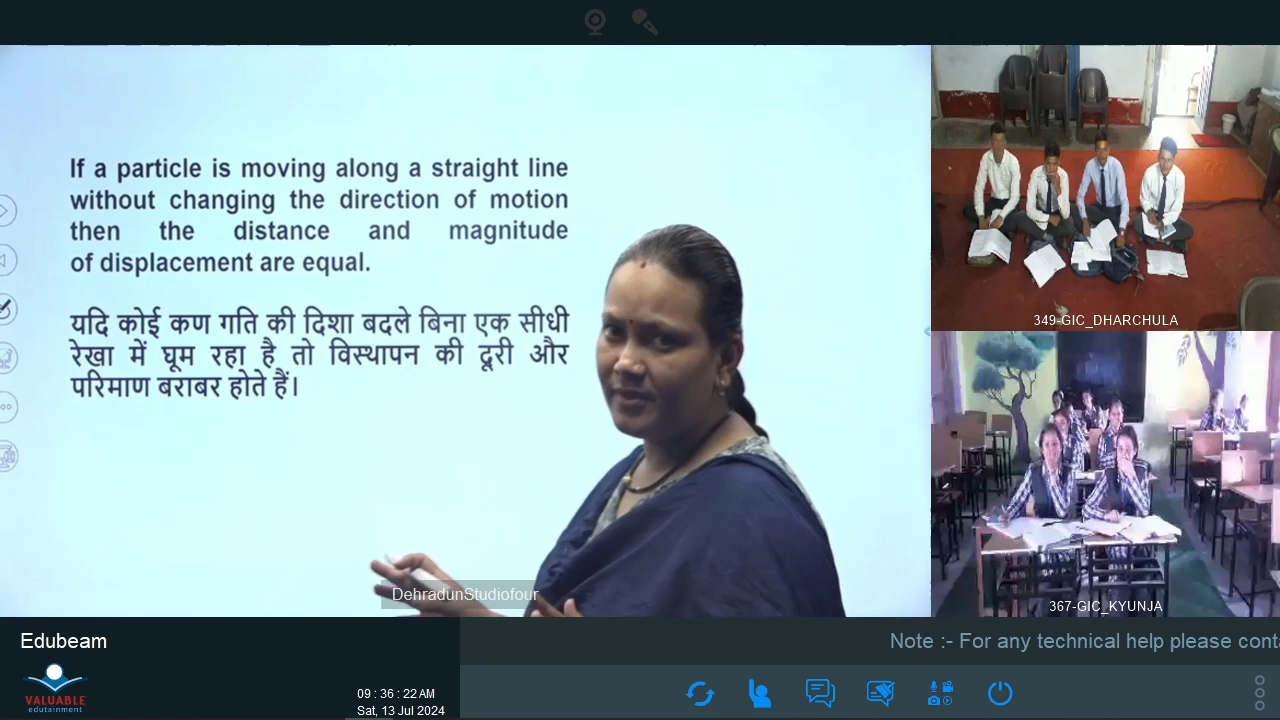 If a particle is moving along a straight line
without changing the direction of motion
then the distance and magnitude
of displacement are equal.
यदि कोई कण गति की दिशा बदले बिना एक सीधी
रेखा में घूम रहा है तो विस्थापन की दूरी और
परिमाण बराबर होते हैं।
DehradunStudiofour
349-GIC_DHARCHULA
367-GIC_KYUNJA
Edubeam
Note :- For any technical help please cont
VALUABLE
edutainment
09 : 36 : 22 AM
Sat, 13 Jul 2024